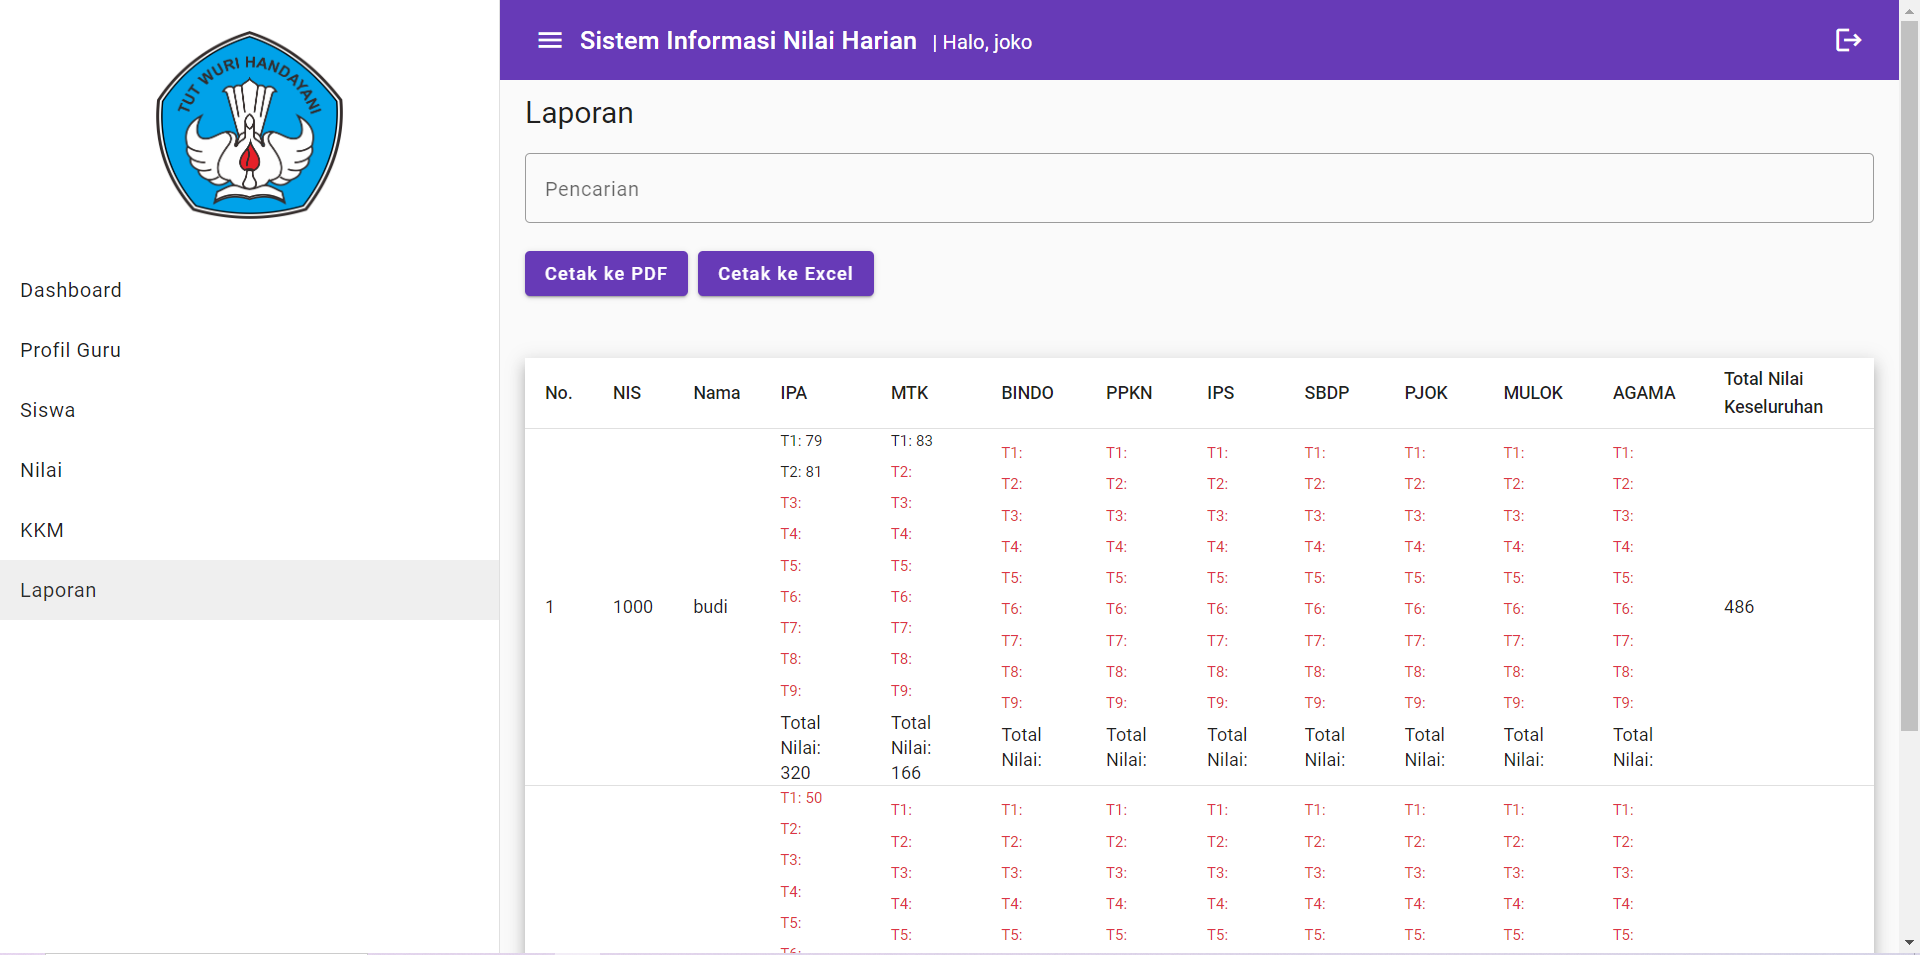 TUT WURI HANDAYANI
Dashboard
Profil Guru
Siswa
Nilai
KKM
Laporan
Sistem Informasi Nilai Harian | Halo, joko
Laporan
Pencarian
Cetak ke PDF Cetak ke Excel
No. NIS Nama IPA MTK BINDO PPKN IPS SBDP PJOK MULOK AGAMA Total Nilai
Keseluruhan
1 1000 budi
T1: 79
T2: 81
T3:
T4:
T5:
T6:
T7:
T8:
T9:
Total
Nilai:
320
T1: 83
T2:
T3:
T4:
T5:
T6:
T7:
T8:
T9:
Total
Nilai:
166
T1:
T2:
T3:
T4:
T5:
T6:
T7:
T8:
T9:
Total
Nilai:
T1:
T2:
T3:
T4:
T5:
T6:
T7:
T8:
T9:
Total
Nilai:
T1:
T2:
T3:
T4:
T5:
T6:
T7:
T8:
T9:
Total
Nilai:
T1:
T2:
T3:
T4:
T5:
T6:
T7:
T8:
T9:
Total
Nilai:
T1:
T2:
T3:
T4:
T5:
T6:
T7:
T8:
T9:
Total
Nilai:
T1:
T2:
T3:
T4:
T5:
T6:
T7:
T8:
T9:
Total
Nilai:
T1:
T2:
T3:
T4:
T5:
T6:
T7:
T8:
T9:
Total
Nilai:
486
T1: 50
T2:
T3:
T4:
T5:
T6:
T1:
T2:
T3:
T4:
T5:
T1:
T2:
T3:
T4:
T5:
T1:
T2:
T3:
T4:
T5:
T1:
T2:
T3:
T4:
T5:
T1:
T2:
T3:
T4:
T5:
T1:
T2:
T3:
T4:
T5:
T1:
T2:
T3:
T4:
T5:
T1:
T2:
T3:
T4:
T5: